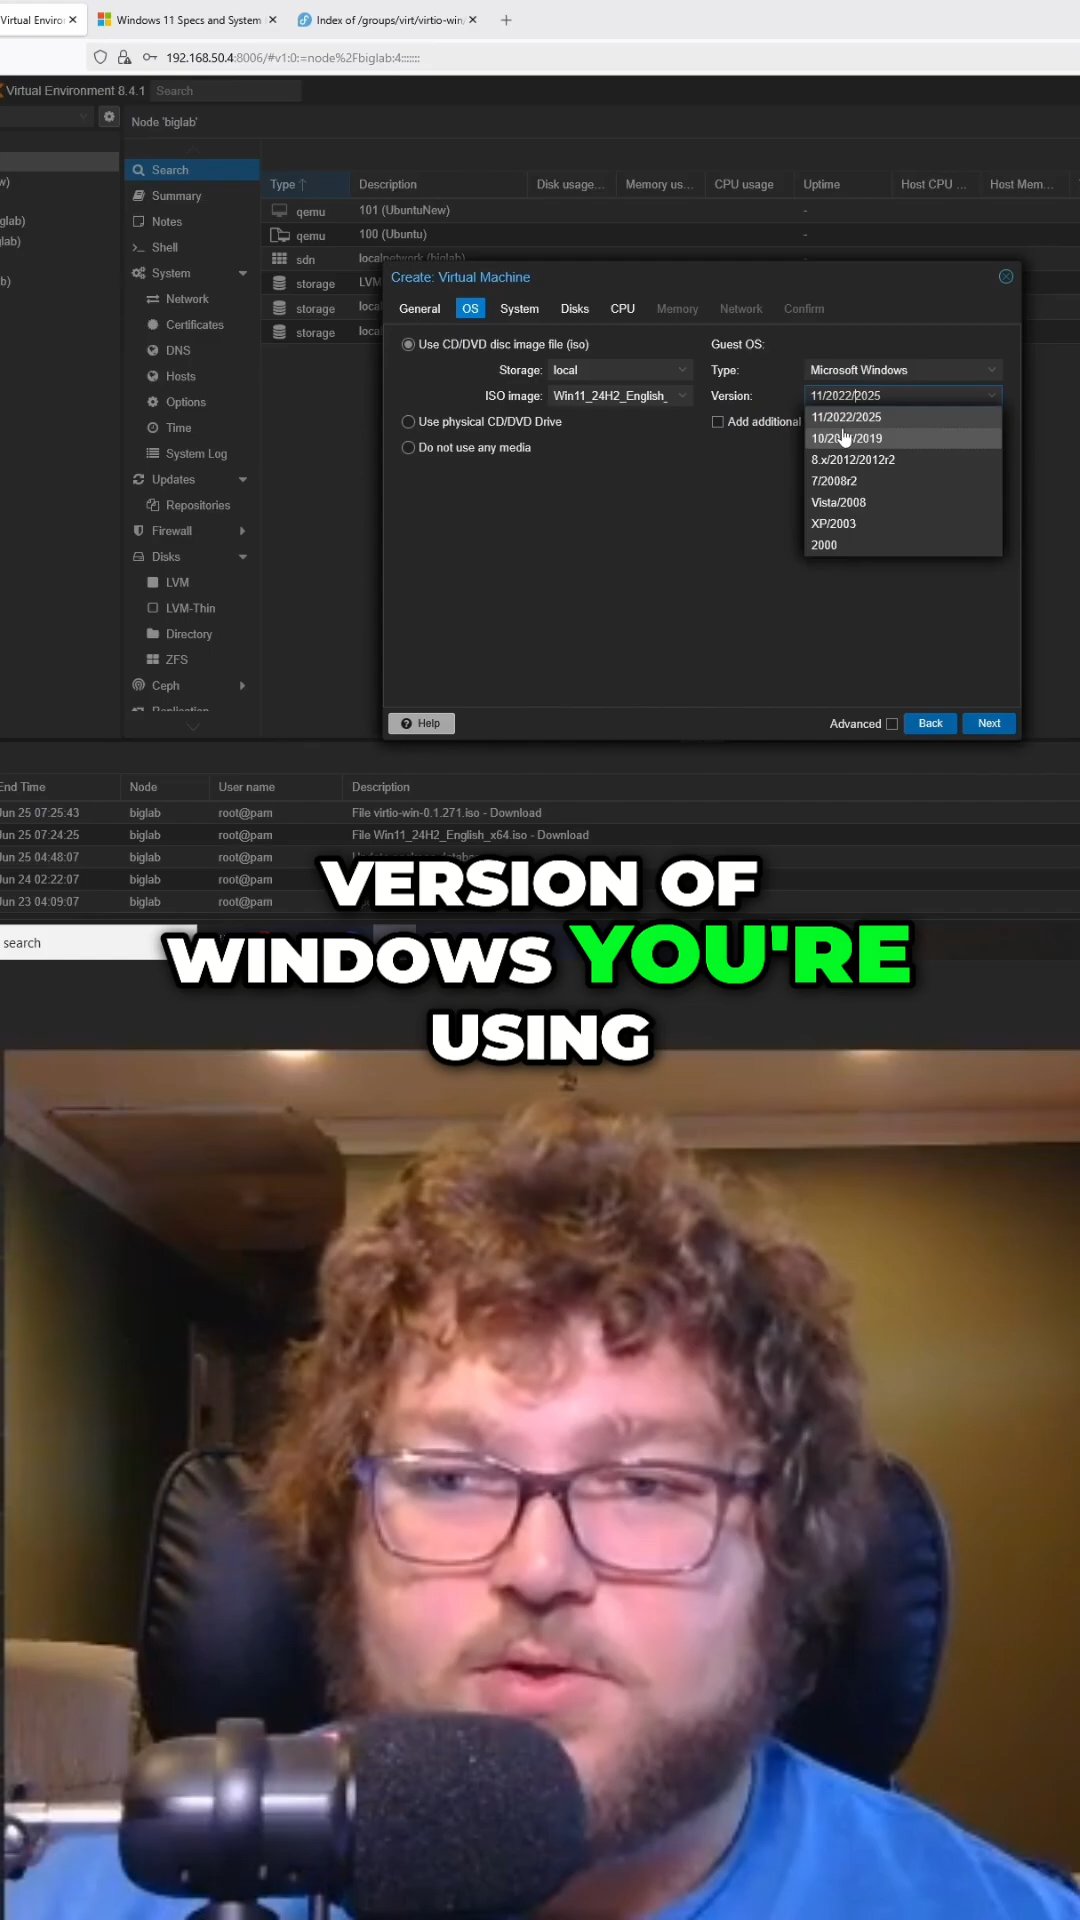 Virtual Enviro
Windows 11 Specs and System
Index of /groups/virt/virtio-win/
192.168.50.4:8006/#v1:0:=node%2Fbiglab:4:::::::
Virtual Environment 8.4.1
Search
Node 'biglab'
Search
Summary
Notes
Shell
System
Network
Certificates
DNS
Hosts
Options
Time
System Log
Updates
Repositories
Firewall
Disks
LVM
LVM-Thin
Directory
ZFS
Ceph
Replication
Type
Description
Disk usage...
Memory us...
CPU usage
Uptime
Host CPU ...
Host Mem...
qemu
101 (UbuntuNew)
-
qemu
100 (Ubuntu)
-
sdn
localnetwork (biglab)
storage
LVM
storage
loca
storage
loca
Create: Virtual Machine
General
OS
System
Disks
CPU
Memory
Network
Confirm
Use CD/DVD disc image file (iso)
Storage:
local
ISO image:
Win11_24H2_English_
Use physical CD/DVD Drive
Do not use any media
Guest OS:
Type:
Microsoft Windows
Version:
11/2022/2025
Add additional
11/2022/2025
/2019
8.x/2012/2012r2
7/2008r2
Vista/2008
XP/2003
2000
Help
Advanced
Back
Next
End Time
Node
User name
Description
Jun 25 07:25:43
biglab
root@pam
File virtio-win-0.1.271.iso - Download
Jun 25 07:24:25
biglab
root@pam
File Win11_24H2_English_x64.iso - Download
Jun 25 04:48:07
biglab
root@pam
Jun 24 02:22:07
biglab
root@pam
Jun 23 04:09:07
biglab
root@pam
search
VERSION OF
WINDOWS YOU'RE
USING